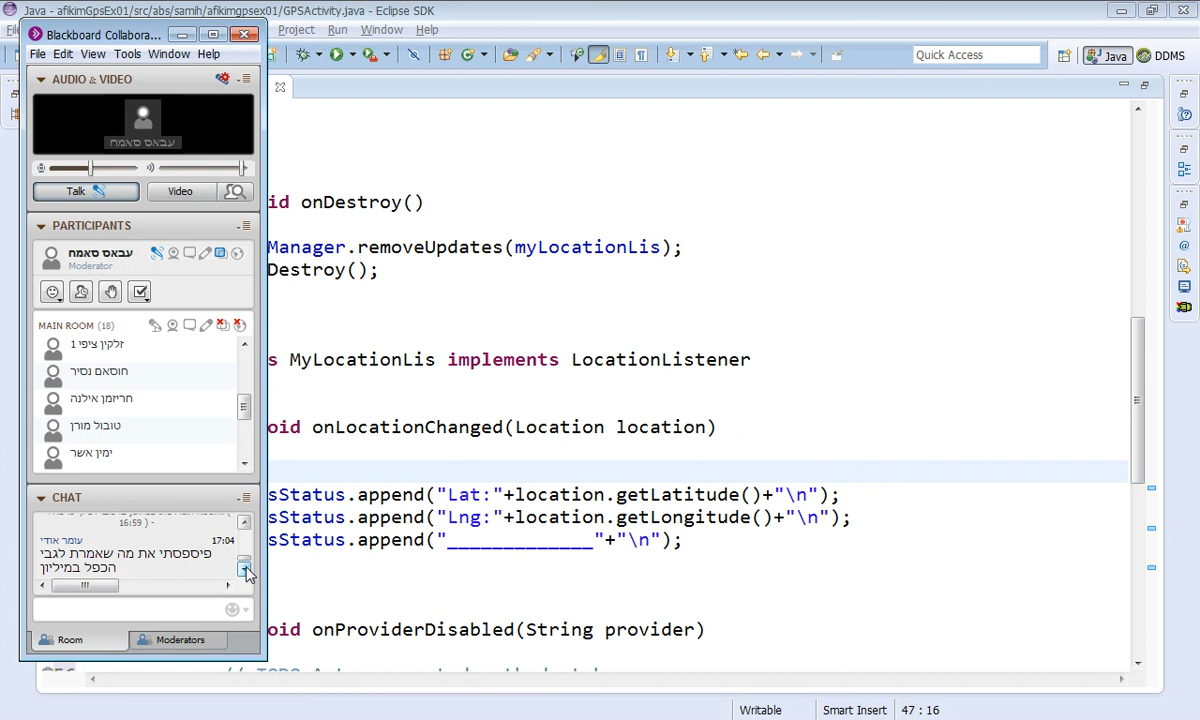 Java - afikimGpsEx01/src/abs/samih/afikimgpsex01/GPSActivity.java - Eclipse SDK
Project Run Window Help
Quick Access
Java
DDMS
Blackboard Collabora...
File Edit View Tools Window Help
AUDIO & VIDEO
עבאס סאמח
Talk
Video
PARTICIPANTS
עבאס סאמח
Moderator
MAIN ROOM (18)
זלקין ציפי 1
חוסאם נסיר
חריזמן אילנה
טובול מורן
ימין אשר
CHAT
16:59 ) -
עומר אודי 17:04
פיספסתי את מה שאמרת לגבי
הכפל במיליון
Room
Moderators
id onDestroy()
Manager.removeUpdates(myLocationLis);
Destroy();
s MyLocationLis implements LocationListener
oid onLocationChanged(Location location)
sStatus.append("Lat:"+location.getLatitude()+"\n");
sStatus.append("Lng:"+location.getLongitude()+"\n");
sStatus.append("_____________"+"\n");
oid onProviderDisabled(String provider)
Writable
Smart Insert
47 : 16